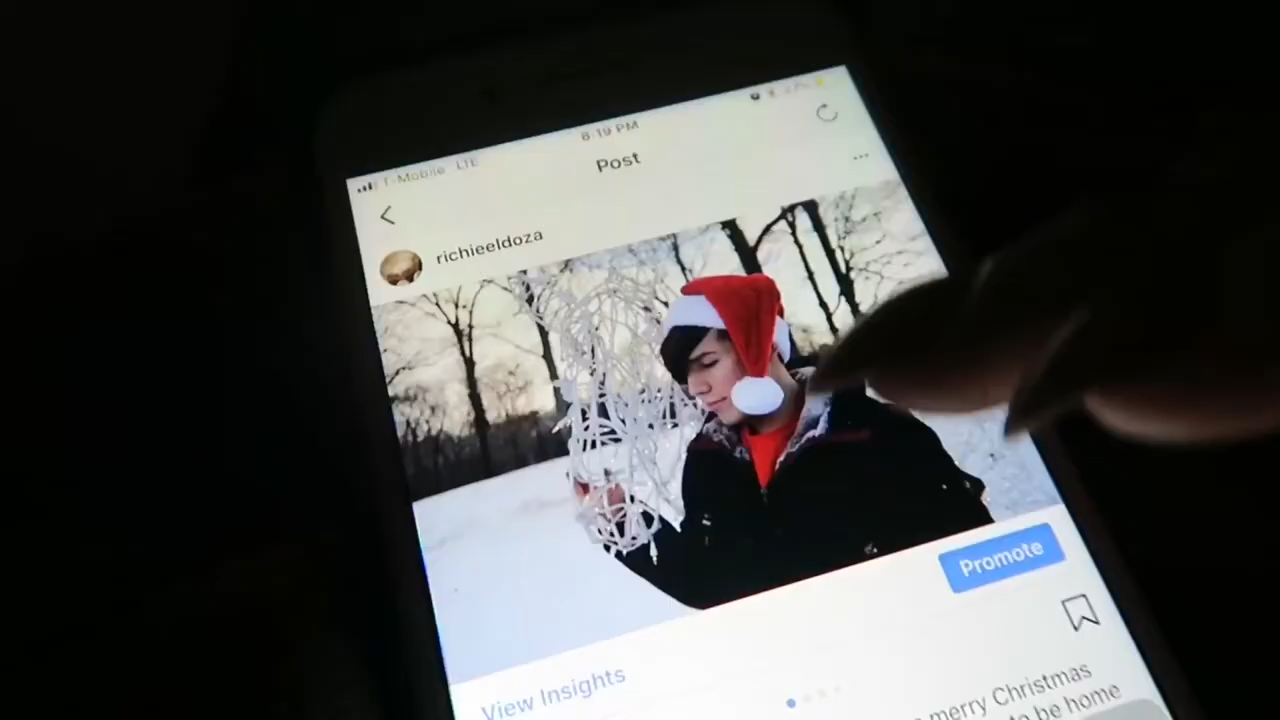 T-Mobile LTE 8:19 PM
Post
richieeldoza
Promote
View Insights
merry Christmas
to be home